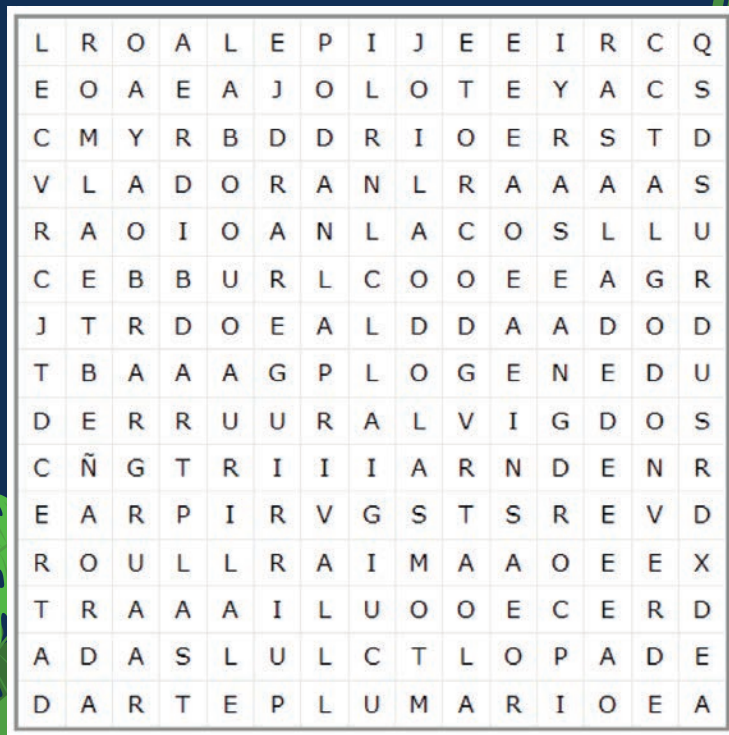 L R O A L E P I J E E I R C Q
E O A E A J O L O T E Y A C S
C M Y R B D D R I O E R S T D
V L A D O R A N L R A A A A S
R A O I O A N L A C O S L L U
C E B B U R L C O O E E A G R
J T R D O E A L D D A A D O D
T B A A A G P L O G E N E D U
D E R R U U R A L V I G D O S
C Ñ G T R I I I A R N D E N R
E A R P I R V G S T S R E V D
R O U L L R A I M A A O E E X
T R A A A I L U O O E C E R D
A D A S L U L C T L O P A D E
D A R T E P L U M A R I O E A